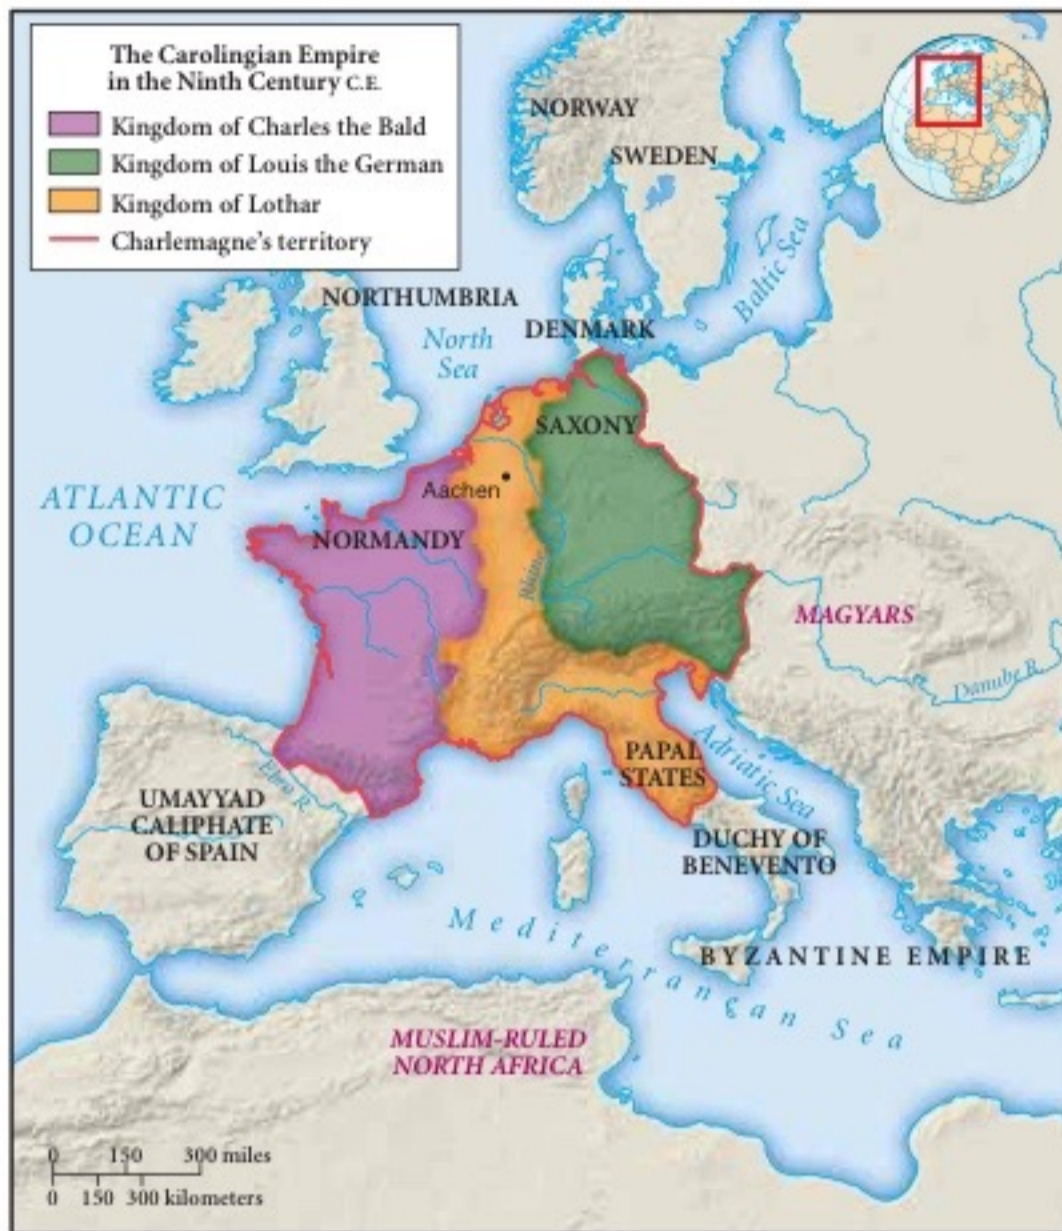 The Carolingian Empire
in the Ninth Century C.E.
Kingdom of Charles the Bald
Kingdom of Louis the German
Kingdom of Lothar
Charlemagne's territory
NORWAY
SWEDEN
Baltic Sea
NORTHUMBRIA
North
Sea
DENMARK
SAXONY
ATLANTIC
OCEAN
Aachen
NORMANDY
Rhine
MAGYARS
Danube R.
Adriatic Sea
PAPAL
STATES
Ebro R.
UMAYYAD
CALIPHATE
OF SPAIN
DUCHY OF
BENEVENTO
Mediterranean Sea
BYZANTINE EMPIRE
MUSLIM-RULED
NORTH AFRICA
0 150 300 miles
0 150 300 kilometers